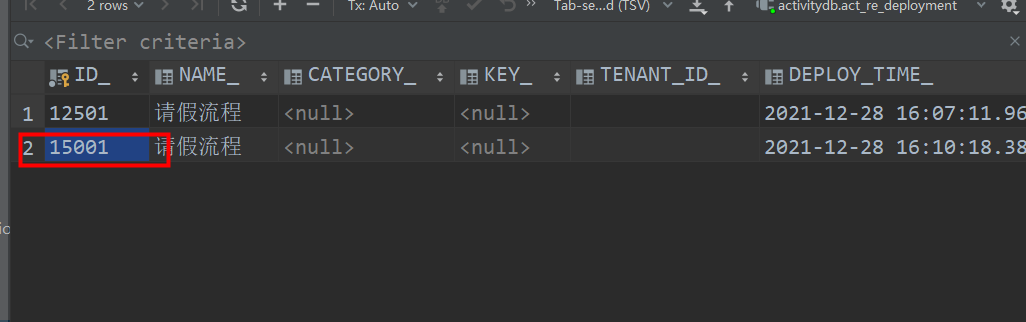 2 rows Tx: Auto Tab-se...d (TSV) activitydb.act_re_deployment
<Filter criteria>
ID_ NAME_ CATEGORY_ KEY_ TENANT_ID_ DEPLOY_TIME_
1 12501 请假流程 <null> <null> 2021-12-28 16:07:11.96
2 15001 请假流程 <null> <null> 2021-12-28 16:10:18.38